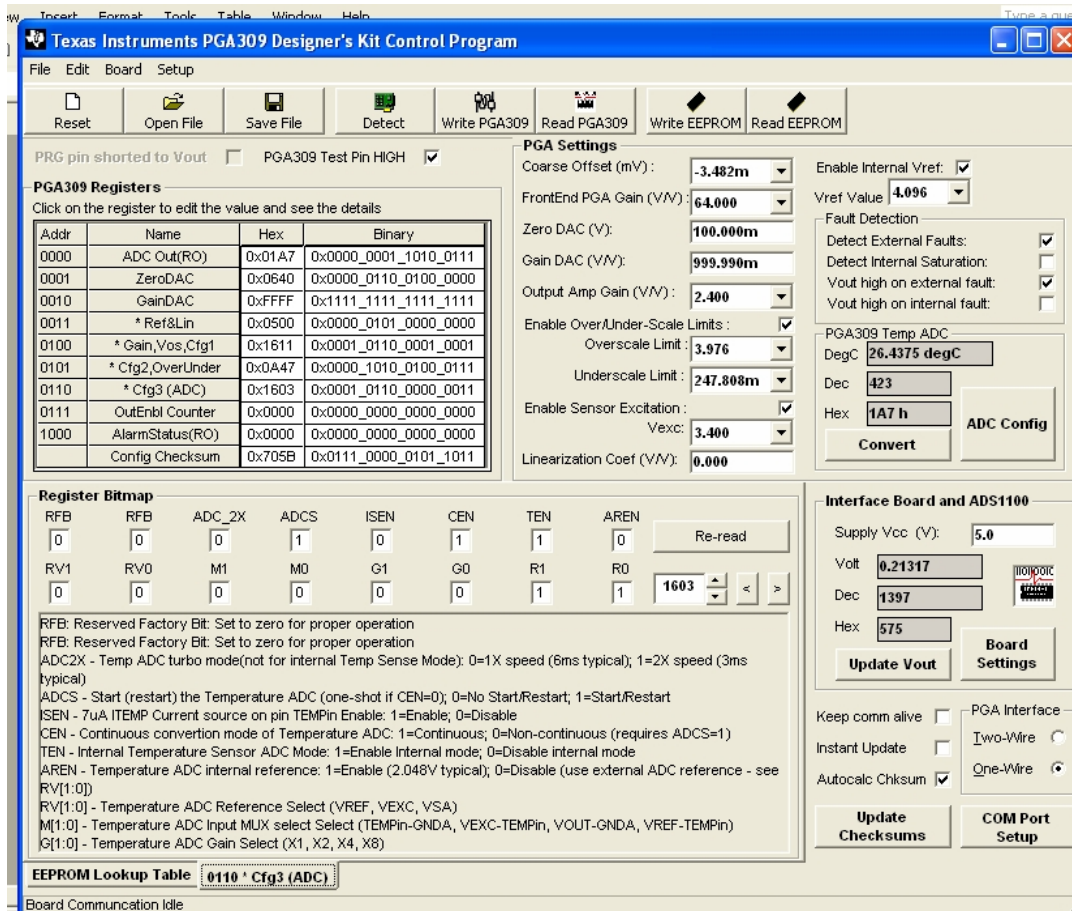 Insert Format Tools Table Window Help
Texas Instruments PGA309 Designer's Kit Control Program
File Edit Board Setup
Reset Open File Save File Detect Write PGA309 Read PGA309 Write EEPROM Read EEPROM
PRG pin shorted to Vout PGA309 Test Pin HIGH
PGA309 Registers
Click on the register to edit the value and see the details
Addr Name Hex Binary
0000 ADC Out(RO) 0x01A7 0x0000_0001_1010_0111
0001 ZeroDAC 0x0640 0x0000_0110_0100_0000
0010 GainDAC 0xFFFF 0x1111_1111_1111_1111
0011 * Ref&Lin 0x0500 0x0000_0101_0000_0000
0100 * Gain,Vos,Cfg1 0x1611 0x0001_0110_0001_0001
0101 * Cfg2,OverUnder 0x0A47 0x0000_1010_0100_0111
0110 * Cfg3 (ADC) 0x1603 0x0001_0110_0000_0011
0111 OutEnbl Counter 0x0000 0x0000_0000_0000_0000
1000 AlarmStatus(RO) 0x0000 0x0000_0000_0000_0000
Config Checksum 0x705B 0x0111_0000_0101_1011
PGA Settings
Coarse Offset (mV) : -3.482m
FrontEnd PGA Gain (V/V) : 64.000
Zero DAC (V): 100.000m
Gain DAC (V/V): 999.990m
Output Amp Gain (V/V) : 2.400
Enable Over/Under-Scale Limits :
Overscale Limit : 3.976
Underscale Limit : 247.808m
Enable Sensor Excitation :
Vexc: 3.400
Linearization Coef (V/V): 0.000
Enable Internal Vref:
Vref Value 4.096
Fault Detection
Detect External Faults:
Detect Internal Saturation:
Vout high on external fault:
Vout high on internal fault:
PGA309 Temp ADC
DegC 26.4375 degC
Dec 423
Hex 1A7 h
Convert
ADC Config
Register Bitmap
RFB RFB ADC_2X ADCS ISEN CEN TEN AREN
0 0 0 1 0 1 1 0 Re-read
RV1 RV0 M1 M0 G1 G0 R1 R0
0 0 0 0 0 0 1 1 1603 < >
RFB: Reserved Factory Bit: Set to zero for proper operation
RFB: Reserved Factory Bit: Set to zero for proper operation
ADC2X - Temp ADC turbo mode(not for internal Temp Sense Mode): 0=1X speed (6ms typical); 1=2X speed (3ms
typical)
ADCS - Start (restart) the Temperature ADC (one-shot if CEN=0); 0=No Start/Restart; 1=Start/Restart
ISEN - 7uA ITEMP Current source on pin TEMPin Enable: 1=Enable; 0=Disable
CEN - Continuous convertion mode of Temperature ADC: 1=Continuous; 0=Non-continuous (requires ADCS=1)
TEN - Internal Temperature Sensor ADC Mode: 1=Enable Internal mode; 0=Disable internal mode
AREN - Temperature ADC internal reference: 1=Enable (2.048V typical); 0=Disable (use external ADC reference - see
RV[1:0])
RV[1:0] - Temperature ADC Reference Select (VREF, VEXC, VSA)
M[1:0] - Temperature ADC Input MUX select Select (TEMPin-GNDA, VEXC-TEMPin, VOUT-GNDA, VREF-TEMPin)
G[1:0] - Temperature ADC Gain Select (X1, X2, X4, X8)
Interface Board and ADS1100
Supply Vcc (V): 5.0
Volt 0.21317
Dec 1397
Hex 575
Update Vout
Board
Settings
Keep comm alive
Instant Update
Autocalc Chksum
PGA Interface
Two-Wire
One-Wire
Update
Checksums
COM Port
Setup
EEPROM Lookup Table 0110 * Cfg3 (ADC)
Board Communcation Idle